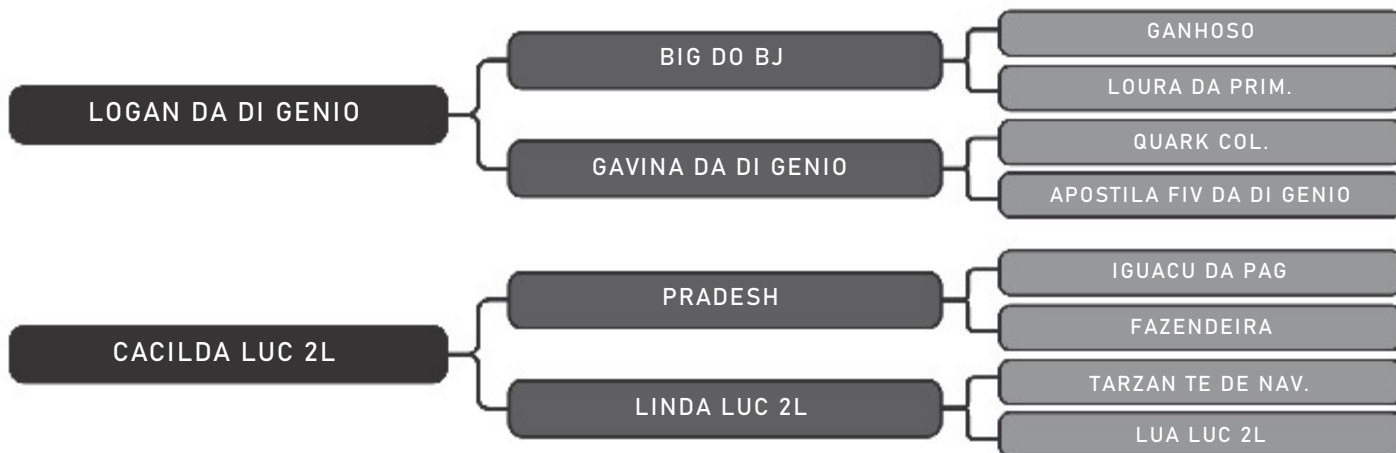 LOGAN DA DI GENIO
BIG DO BJ
GANHOSO
LOURA DA PRIM.
GAVINA DA DI GENIO
QUARK COL.
APOSTILA FIV DA DI GENIO
CACILDA LUC 2L
PRADESH
IGUACU DA PAG
FAZENDEIRA
LINDA LUC 2L
TARZAN TE DE NAV.
LUA LUC 2L